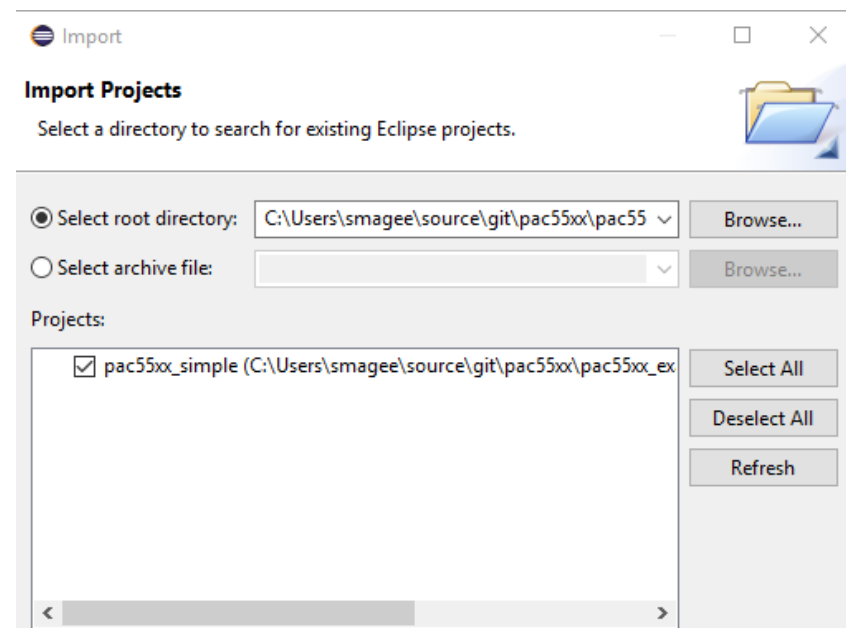 Import
Import Projects
Select a directory to search for existing Eclipse projects.
Select root directory: C:\Users\smagee\source\git\pac55xx\pac55 Browse...
Select archive file: Browse...
Projects:
pac55xx_simple (C:\Users\smagee\source\git\pac55xx\pac55xx_ex
Select All
Deselect All
Refresh